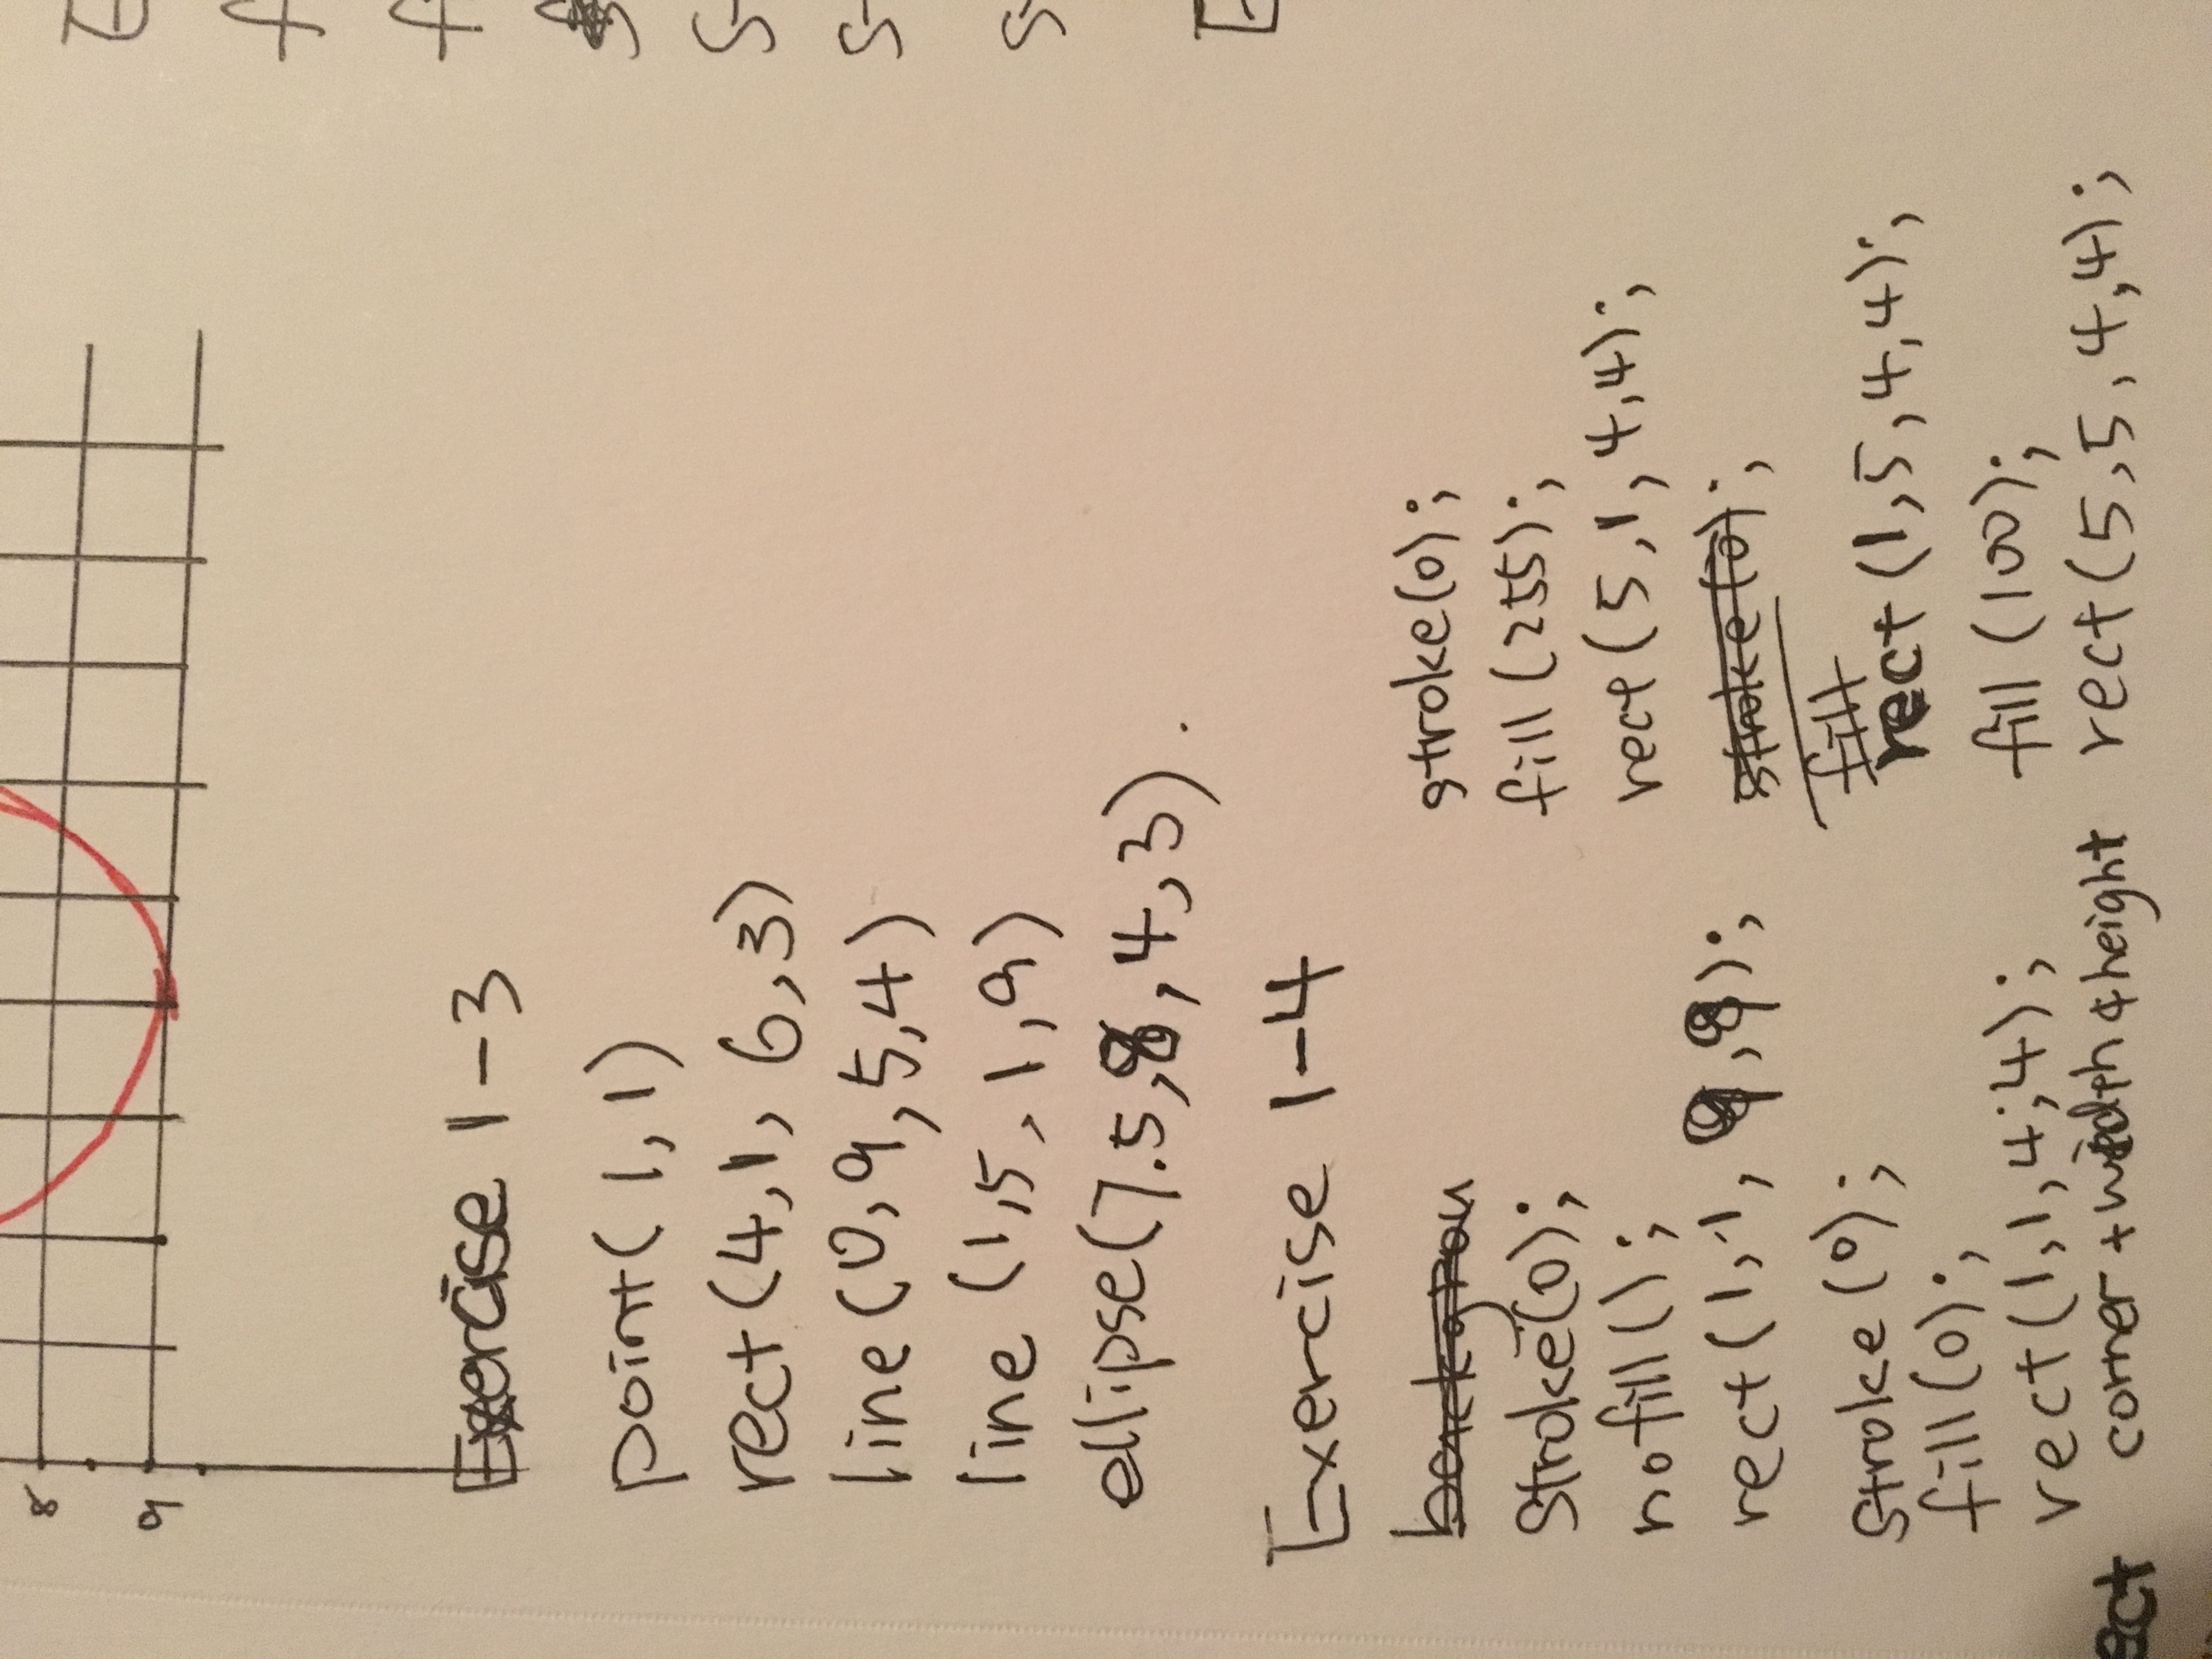 8
9
Exercise 1-3
point(1,1)
rect(4,1, 6,3)
line(0,9,5,4)
line (1,5,1,9)
ellipse(7.5,8,4,3).
Exercise 1-4
backgrou
stroke(0);
nofill();
rect(1,1,9,9);
stroke(0);
fill(0);
rect(1,1,4,4);
corner + width & height
stroke(0);
fill(255);
rect(5,1,4,4);
stroke(0);
fill
rect(1,5,4,4);
fill(100);
rect(5,5,4,4);